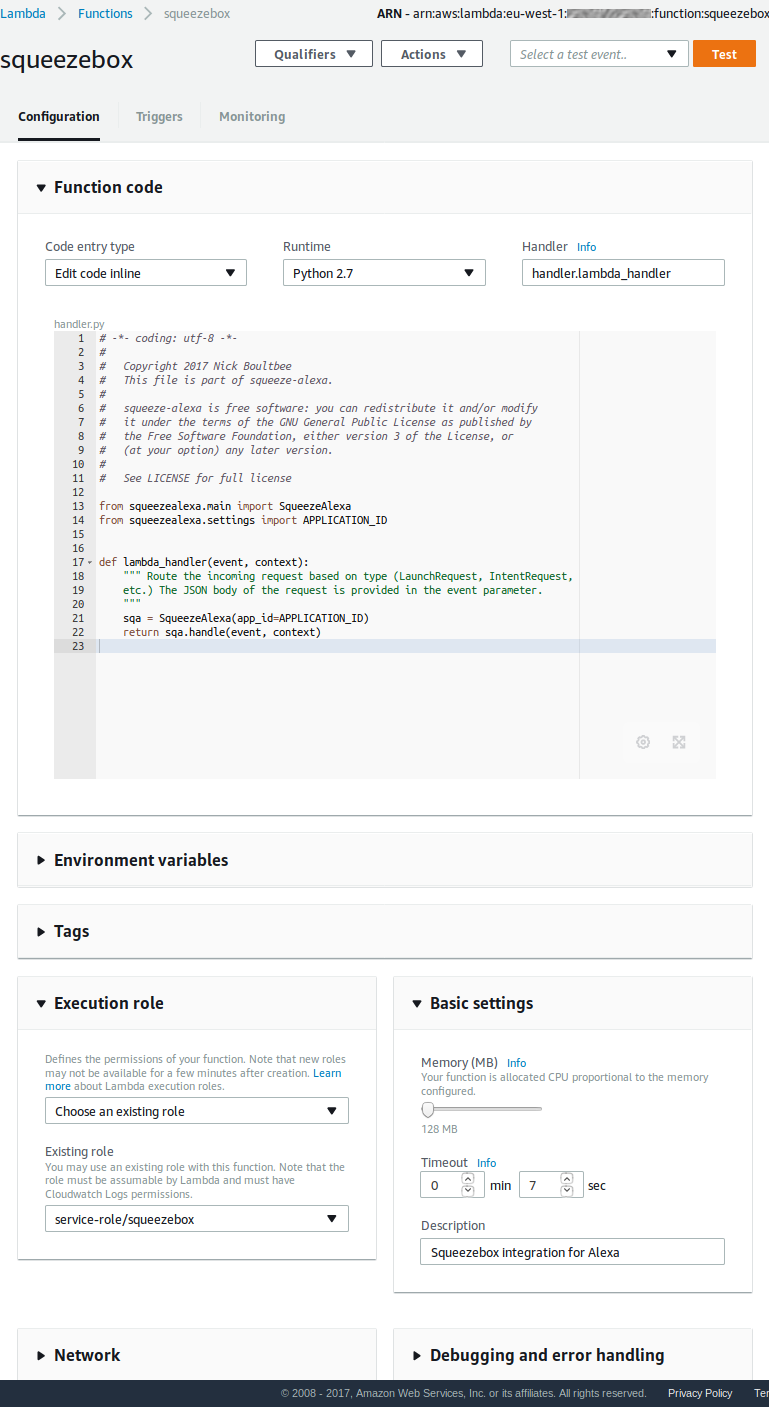 Lambda > Functions > squeezebox ARN - arn:aws:lambda:eu-west-1: :function:squeezebox
squeezebox Qualifiers Actions Select a test event.. Test
Configuration Triggers Monitoring
Function code
Code entry type Runtime Handler Info
Edit code inline Python 2.7 handler.lambda_handler
handler.py
1 # -*- coding: utf-8 -*-
2 #
3 #   Copyright 2017 Nick Boultbee
4 #   This file is part of squeeze-alexa.
5 #
6 #   squeeze-alexa is free software: you can redistribute it and/or modify
7 #   it under the terms of the GNU General Public License as published by
8 #   the Free Software Foundation, either version 3 of the License, or
9 #   (at your option) any later version.
10 #
11 #   See LICENSE for full license
12
13 from squeezealexa.main import SqueezeAlexa
14 from squeezealexa.settings import APPLICATION_ID
15
16
17 def lambda_handler(event, context):
18     """ Route the incoming request based on type (LaunchRequest, IntentRequest,
19     etc.) The JSON body of the request is provided in the event parameter.
20     """
21     sqa = SqueezeAlexa(app_id=APPLICATION_ID)
22     return sqa.handle(event, context)
23
Environment variables
Tags
Execution role
Defines the permissions of your function. Note that new roles
may not be available for a few minutes after creation. Learn
more about Lambda execution roles.
Choose an existing role
Existing role
You may use an existing role with this function. Note that the
role must be assumable by Lambda and must have
Cloudwatch Logs permissions.
service-role/squeezebox
Basic settings
Memory (MB) Info
Your function is allocated CPU proportional to the memory
configured.
128 MB
Timeout Info
0 min 7 sec
Description
Squeezebox integration for Alexa
Network
Debugging and error handling
© 2008 - 2017, Amazon Web Services, Inc. or its affiliates. All rights reserved. Privacy Policy Ter